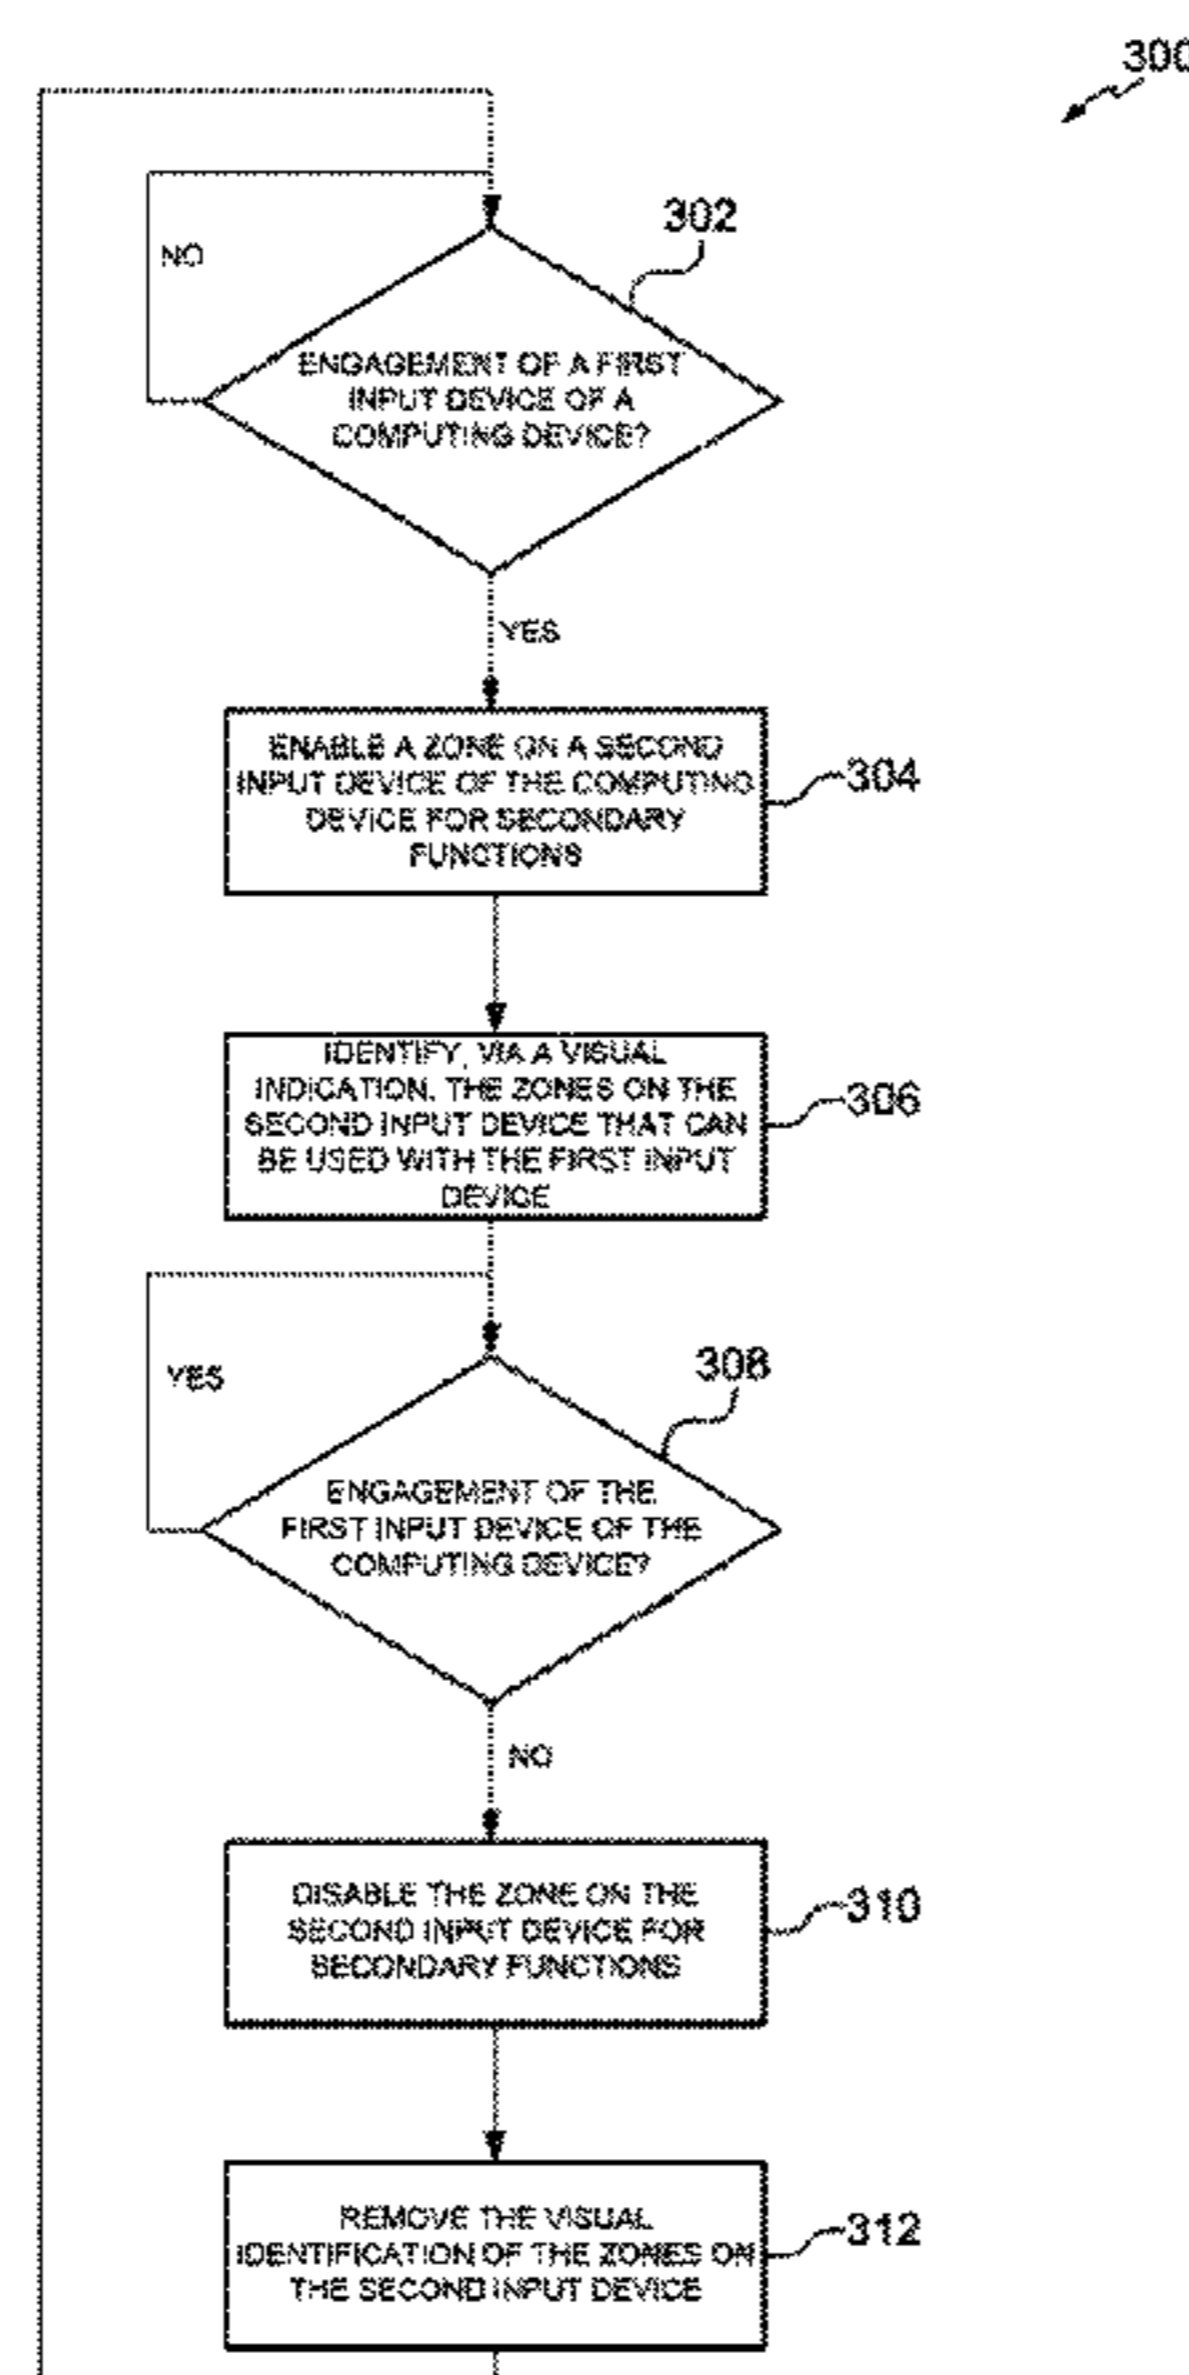 300
302
NO
ENGAGEMENT OF A FIRST
INPUT DEVICE OF A
COMPUTING DEVICE?
YES
ENABLE A ZONE ON A SECOND
INPUT DEVICE OF THE COMPUTING
DEVICE FOR SECONDARY
FUNCTIONS
304
IDENTIFY, VIA A VISUAL
INDICATION, THE ZONES ON THE
SECOND INPUT DEVICE THAT CAN
BE USED WITH THE FIRST INPUT
DEVICE
306
308
YES
ENGAGEMENT OF THE
FIRST INPUT DEVICE OF THE
COMPUTING DEVICE?
NO
DISABLE THE ZONE ON THE
SECOND INPUT DEVICE FOR
SECONDARY FUNCTIONS
310
REMOVE THE VISUAL
IDENTIFICATION OF THE ZONES ON
THE SECOND INPUT DEVICE
312